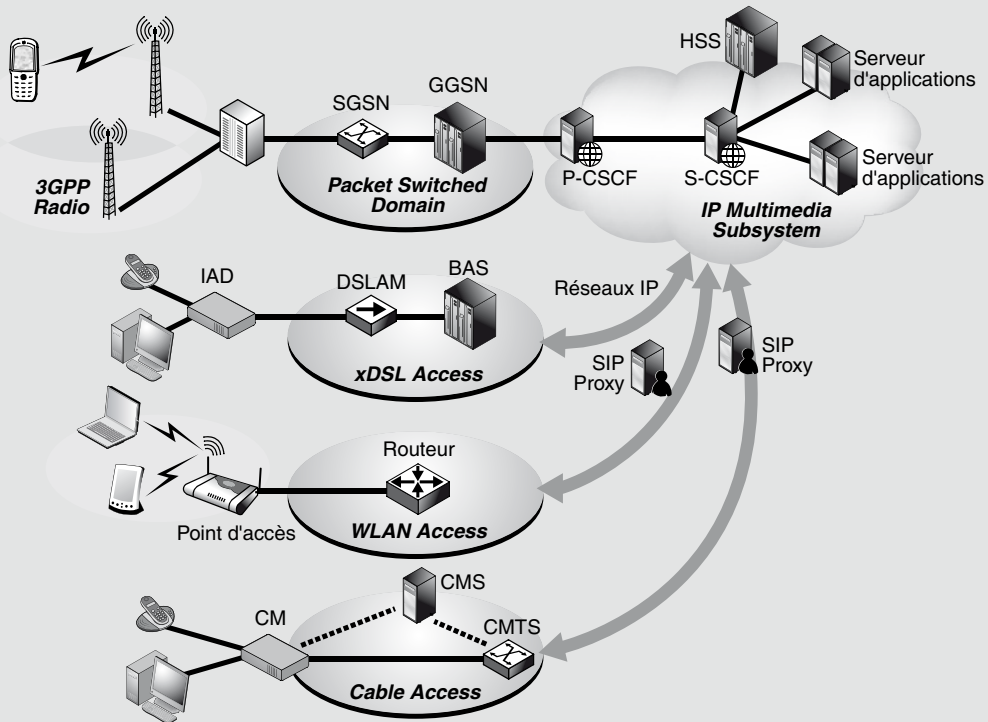 HSS
Serveur
d'applications
SGSN
GGSN
P-CSCF
S-CSCF
Serveur
d'applications
3GPP
Radio
Packet Switched
Domain
IP Multimedia
Subsystem
IAD
DSLAM
BAS
Réseaux IP
xDSL Access
SIP
Proxy
SIP
Proxy
Routeur
Point d'accès
WLAN Access
CMS
CM
CMTS
Cable Access